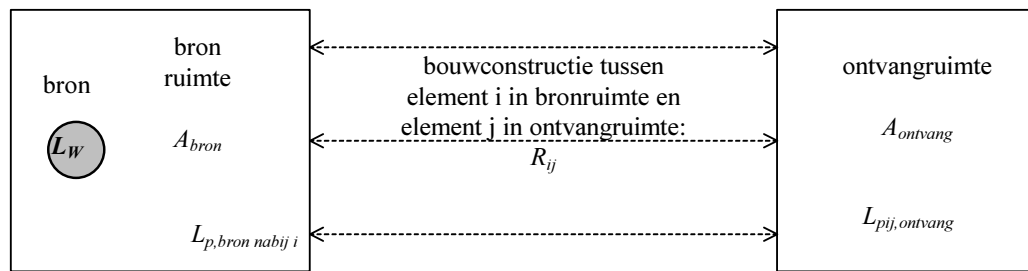 bron
bron
ruimte
L_W
A_bron
L_p,bron nabij i
bouwconstructie tussen
element i in bronruimte en
element j in ontvangruimte:
R_ij
ontvangruimte
A_ontvang
L_pij,ontvang